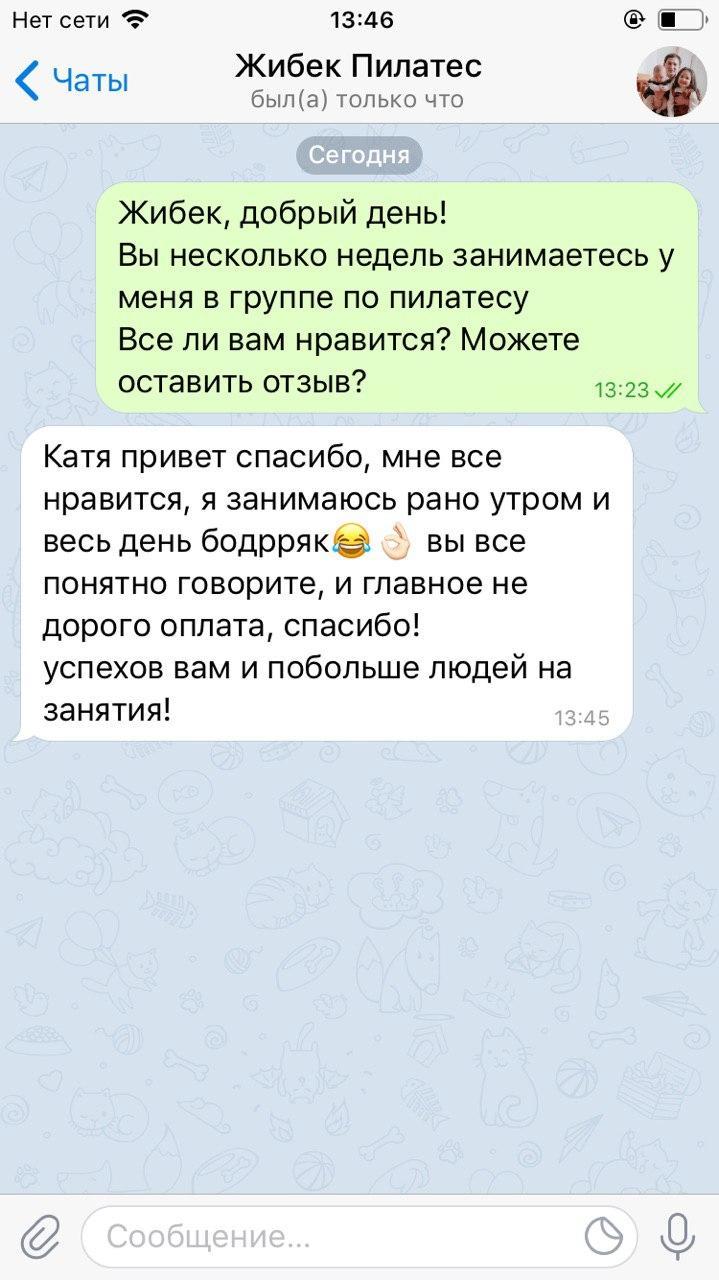 Нет сети 13:46
Чаты
Жибек Пилатес
был(а) только что
Сегодня
Жибек, добрый день!
Вы несколько недель занимаетесь у
меня в группе по пилатесу
Все ли вам нравится? Можете
оставить отзыв?
13:23
Катя привет спасибо, мне все
нравится, я занимаюсь рано утром и
весь день бодрряк😂👌🏻 вы все
понятно говорите, и главное не
дорого оплата, спасибо!
успехов вам и побольше людей на
занятия!
13:45
Сообщение...